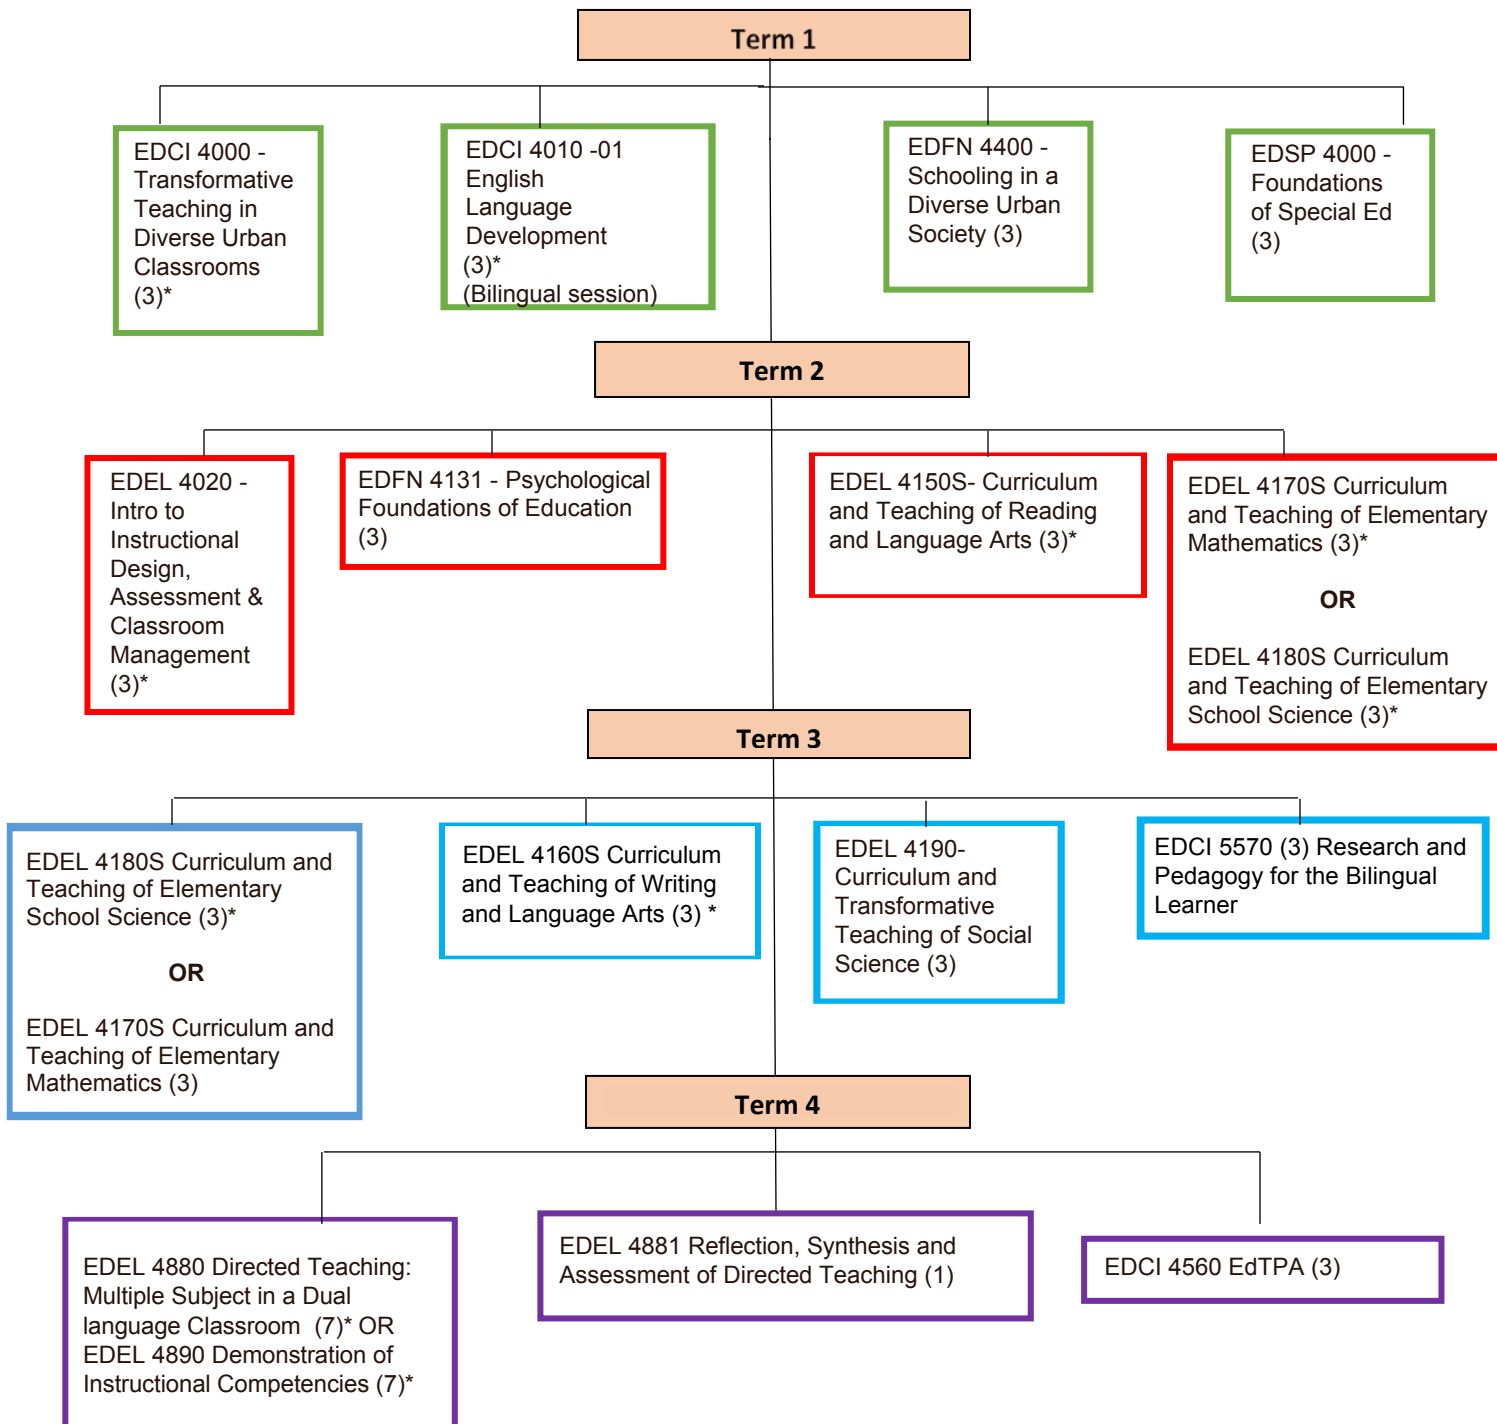 Term 1
EDCI 4000 -
Transformative
Teaching in
Diverse Urban
Classrooms
(3)*
EDCI 4010 -01
English
Language
Development
(3)*
(Bilingual session)
EDFN 4400 -
Schooling in a
Diverse Urban
Society (3)
EDSP 4000 -
Foundations
of Special Ed
(3)
Term 2
EDEL 4020 -
Intro to
Instructional
Design,
Assessment &
Classroom
Management
(3)*
EDFN 4131 - Psychological
Foundations of Education
(3)
EDEL 4150S- Curriculum
and Teaching of Reading
and Language Arts (3)*
EDEL 4170S Curriculum
and Teaching of Elementary
Mathematics (3)*
OR
EDEL 4180S Curriculum
and Teaching of Elementary
School Science (3)*
Term 3
EDEL 4180S Curriculum and
Teaching of Elementary
School Science (3)*
OR
EDEL 4170S Curriculum and
Teaching of Elementary
Mathematics (3)
EDEL 4160S Curriculum
and Teaching of Writing
and Language Arts (3) *
EDEL 4190-
Curriculum and
Transformative
Teaching of Social
Science (3)
EDCI 5570 (3) Research and
Pedagogy for the Bilingual
Learner
Term 4
EDEL 4880 Directed Teaching:
Multiple Subject in a Dual
language Classroom (7)* OR
EDEL 4890 Demonstration of
Instructional Competencies (7)*
EDEL 4881 Reflection, Synthesis and
Assessment of Directed Teaching (1)
EDCI 4560 EdTPA (3)